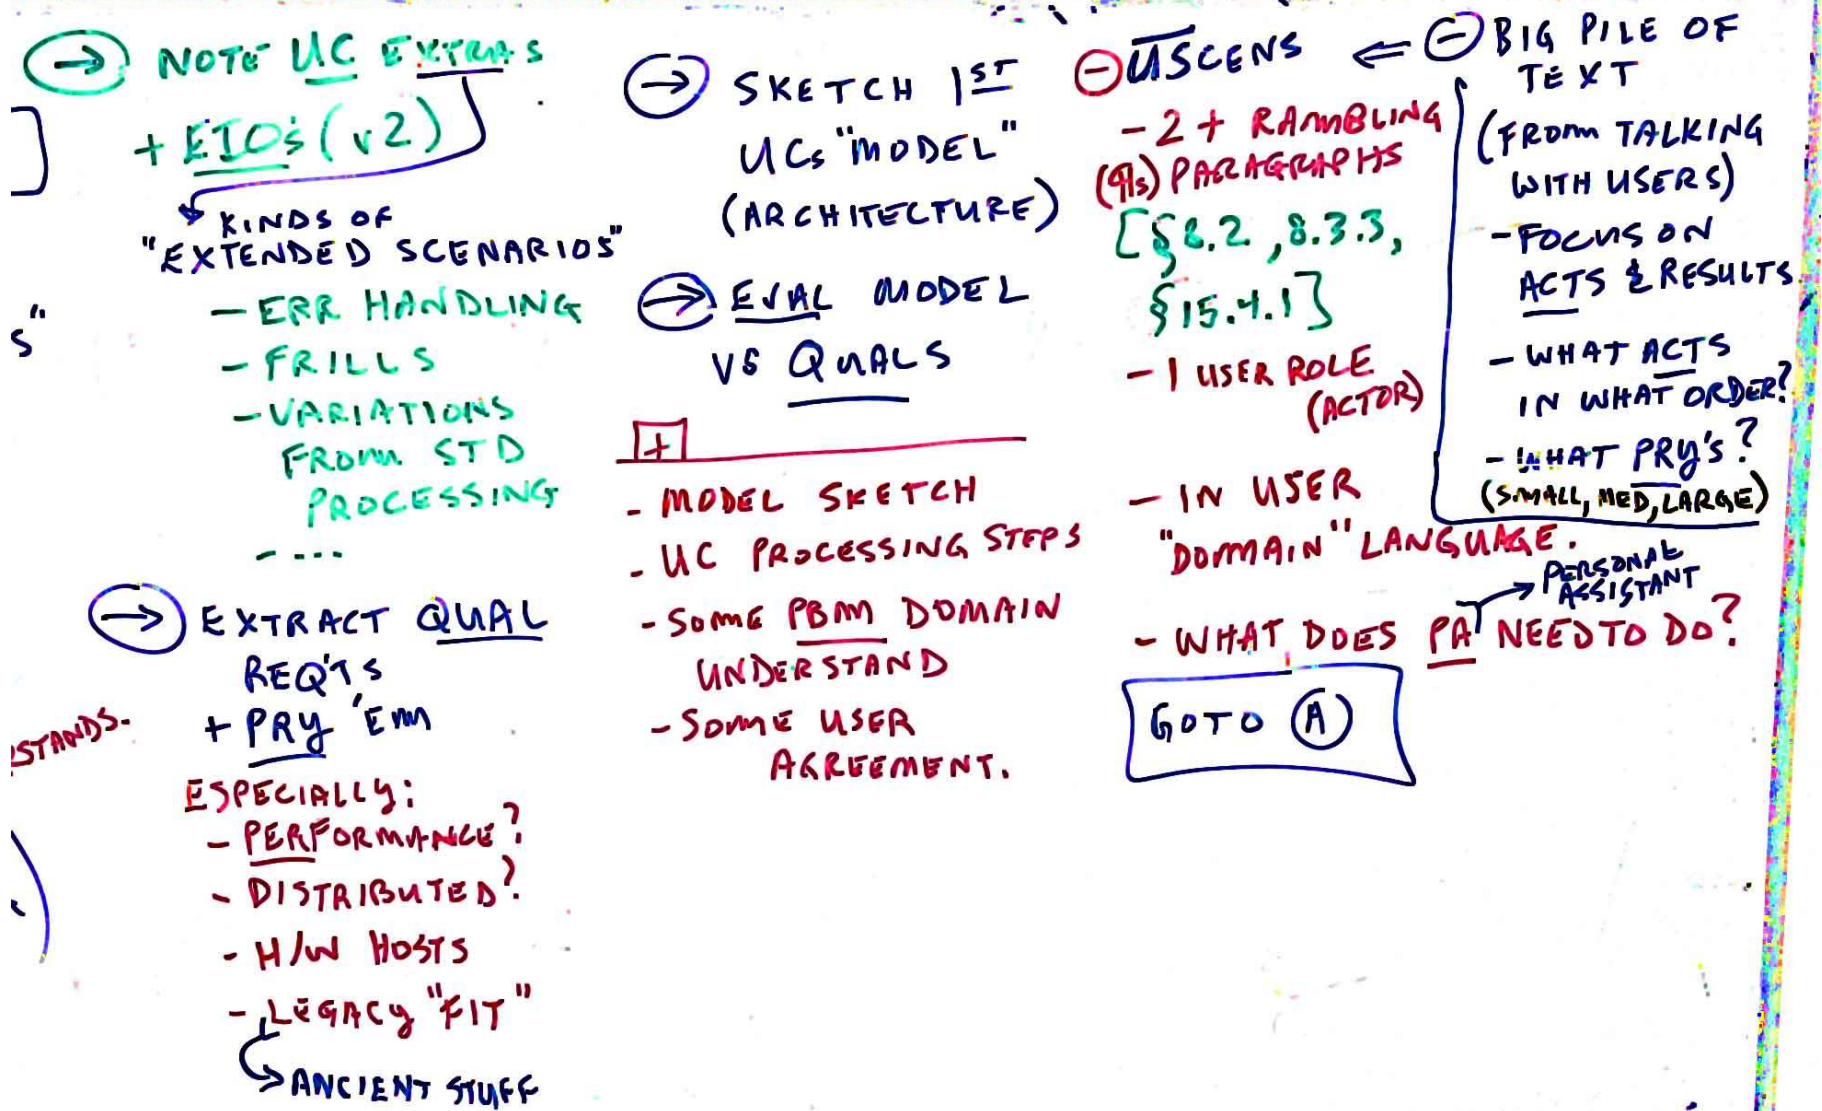 → NOTE UC EXTRAS
+ EIO's (v2)
KINDS OF
"EXTENDED SCENARIOS"
- ERR HANDLING
- FRILLS
- VARIATIONS
FROM STD
PROCESSING
- ...
→ EXTRACT QUAL
REQ'TS
+ PRY 'EM
ESPECIALLY:
- PERFORMANCE?
- DISTRIBUTED?
- H/W HOSTS
- LEGACY "FIT"
ANCIENT STUFF
]
S"
STANDS.
)
→ SKETCH 1ST
UCs "MODEL"
(ARCHITECTURE)
→ EVAL MODEL
VS QUALS
+
- MODEL SKETCH
- UC PROCESSING STEPS
- SOME PBM DOMAIN
UNDERSTAND
- SOME USER
AGREEMENT.
- USCENS ⇐
- 2 + RAMBLING
(¶s) PARAGRAPHS
[§8.2, 8.3.3,
§15.4.1]
- 1 USER ROLE
(ACTOR)
- IN USER
"DOMAIN" LANGUAGE.
PERSONAL
ASSISTANT
- WHAT DOES PA NEED TO DO?
GOTO A
- BIG PILE OF
TEXT
(FROM TALKING
WITH USERS)
- FOCUS ON
ACTS & RESULTS
- WHAT ACTS
IN WHAT ORDER?
- WHAT PRY'S?
(SMALL, MED, LARGE)